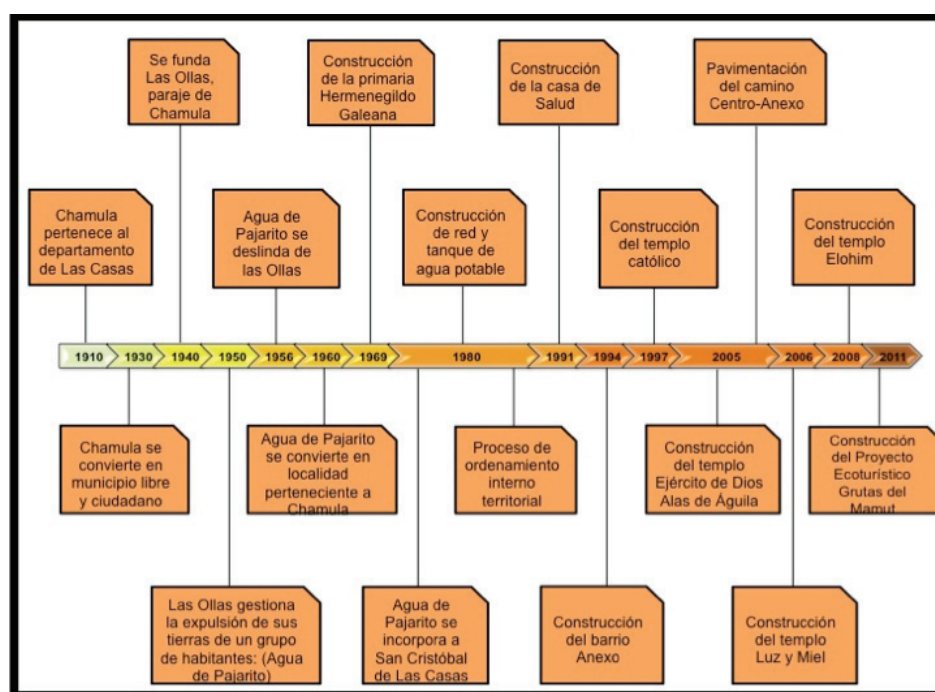 Se funda
Las Ollas,
paraje de
Chamula
Construcción
de la primaria
Hermenegildo
Galeana
Construcción
de la casa de
Salud
Pavimentación
del camino
Centro-Anexo
Chamula
pertenece al
departamento
de Las Casas
Agua de
Pajarito se
deslinda de
las Ollas
Construcción
de red y
tanque de
agua potable
Construcción
del templo
católico
Construcción
del templo
Elohim
1910 1930 1940 1950 1956 1960 1969 1980 1991 1994 1997 2005 2006 2008 2011
Chamula se
convierte en
municipio libre
y ciudadano
Agua de Pajarito
se convierte en
localidad
perteneciente a
Chamula
Proceso de
ordenamiento
interno
territorial
Construcción
del templo
Ejército de Dios
Alas de Águila
Construcción
del Proyecto
Ecoturístico
Grutas del
Mamut
Las Ollas gestiona
la expulsión de sus
tierras de un grupo
de habitantes: (Agua
de Pajarito)
Agua de
Pajarito se
incorpora a
San Cristóbal
de Las Casas
Construcción
del barrio
Anexo
Construcción
del templo
Luz y Miel